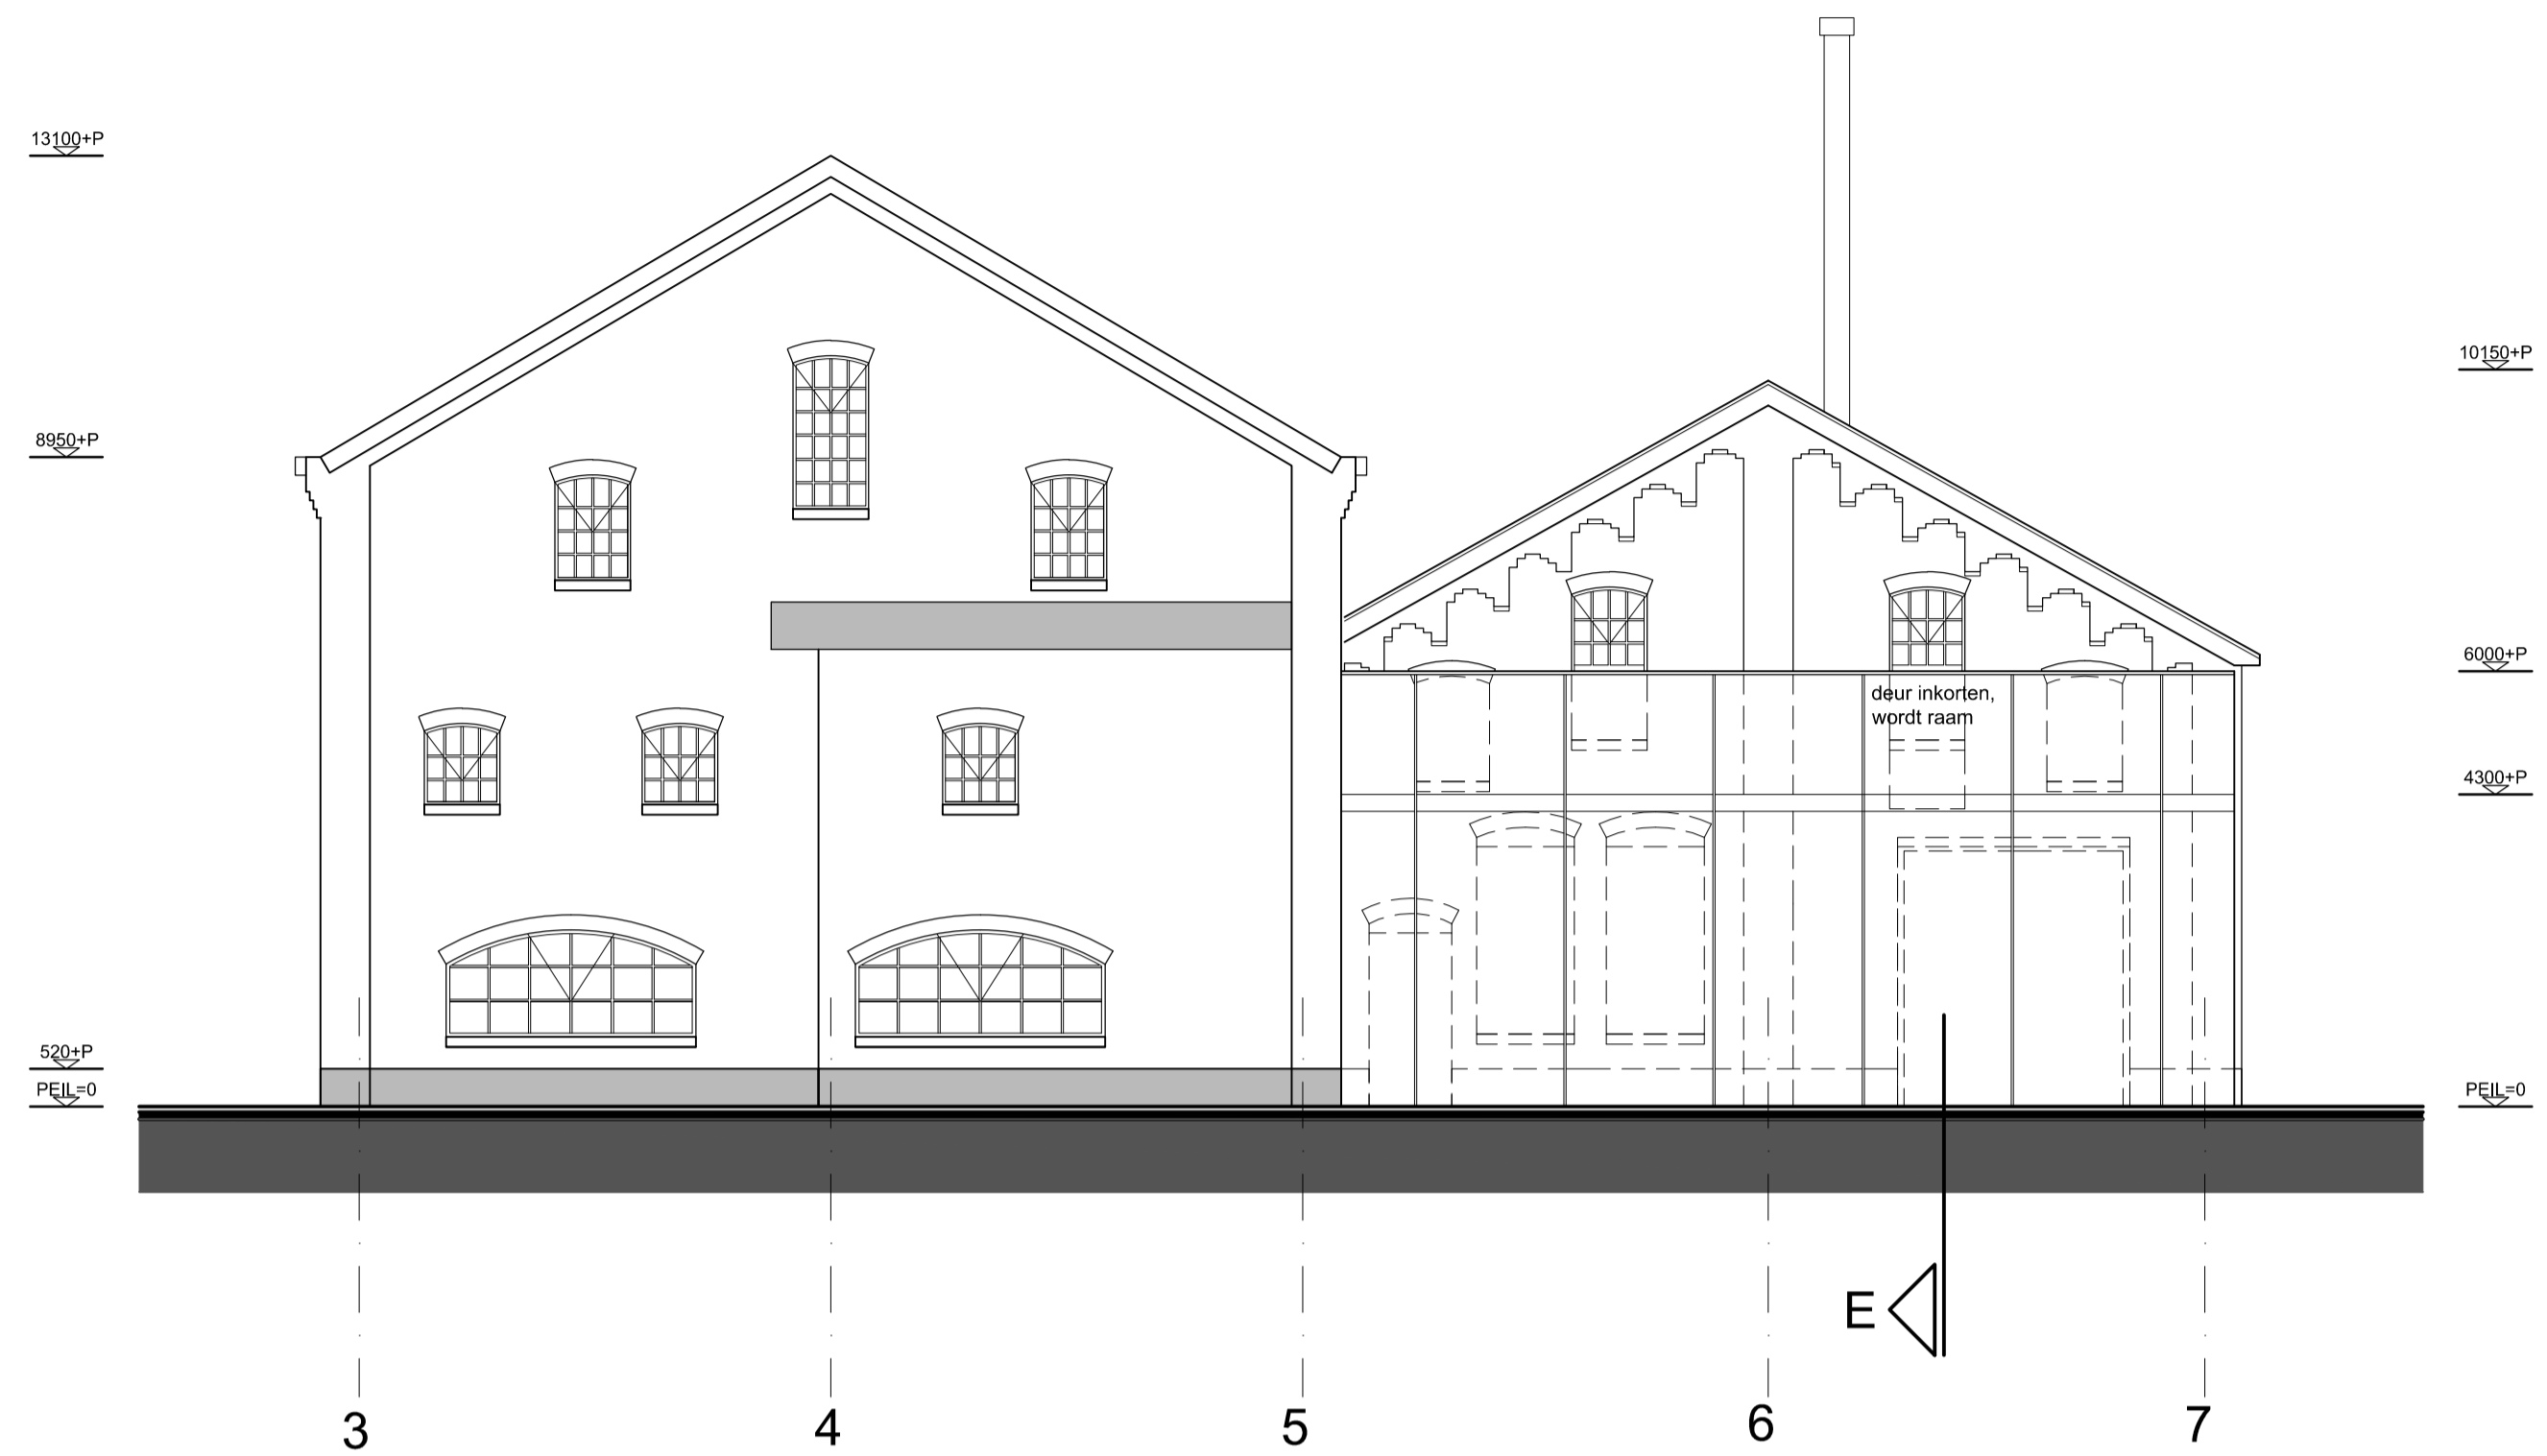 13100+P
10150+P
8950+P
6000+P
deur inkorten,
wordt raam
4300+P
520+P
PEIL=0
PEIL=0
E
3
4
5
6
7